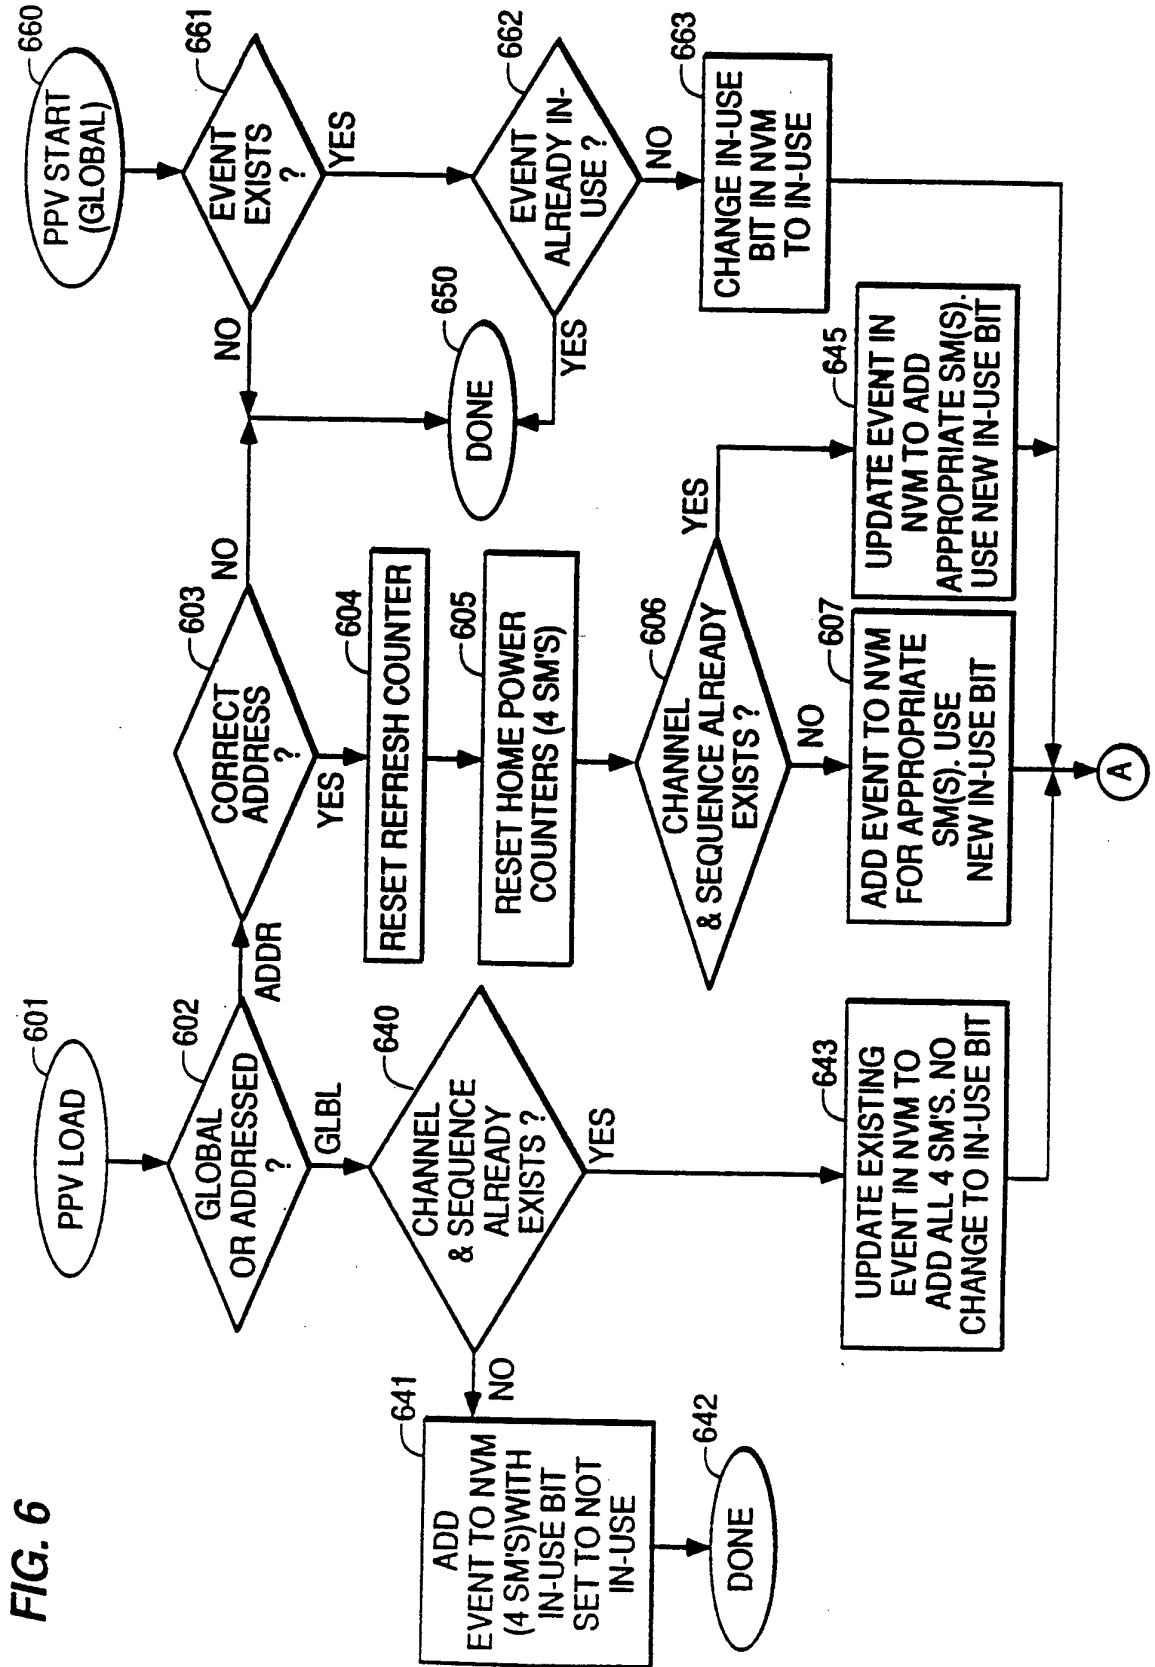 FIG. 6
PPV LOAD
601
GLOBAL
OR ADDRESSED
?
602
ADDR
GLBL
CORRECT
ADDRESS
?
603
NO
YES
RESET REFRESH COUNTER
604
RESET HOME POWER
COUNTERS (4 SM'S)
605
CHANNEL
& SEQUENCE ALREADY
EXISTS ?
606
YES
NO
ADD EVENT TO NVM
FOR APPROPRIATE
SM(S). USE
NEW IN-USE BIT
607
UPDATE EVENT IN
NVM TO ADD
APPROPRIATE SM(S).
USE NEW IN-USE BIT
645
CHANNEL
& SEQUENCE
ALREADY
EXISTS ?
640
NO
YES
ADD
EVENT TO NVM
(4 SM'S)WITH
IN-USE BIT
SET TO NOT
IN-USE
641
DONE
642
UPDATE EXISTING
EVENT IN NVM TO
ADD ALL 4 SM'S. NO
CHANGE TO IN-USE BIT
643
PPV START
(GLOBAL)
660
EVENT
EXISTS
?
661
NO
YES
DONE
650
EVENT
ALREADY IN-
USE ?
662
YES
NO
CHANGE IN-USE
BIT IN NVM
TO IN-USE
663
A